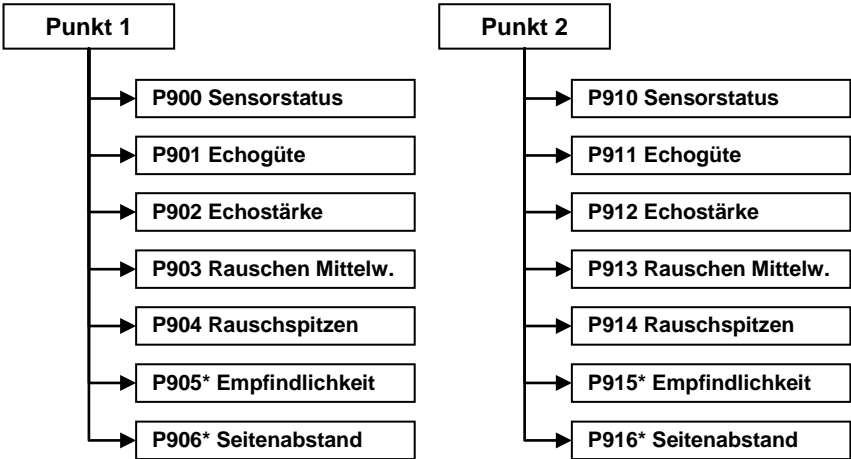 Punkt 1
P900 Sensorstatus
P901 Echogüte
P902 Echostärke
P903 Rauschen Mittelw.
P904 Rauschspitzen
P905* Empfindlichkeit
P906* Seitenabstand
Punkt 2
P910 Sensorstatus
P911 Echogüte
P912 Echostärke
P913 Rauschen Mittelw.
P914 Rauschspitzen
P915* Empfindlichkeit
P916* Seitenabstand